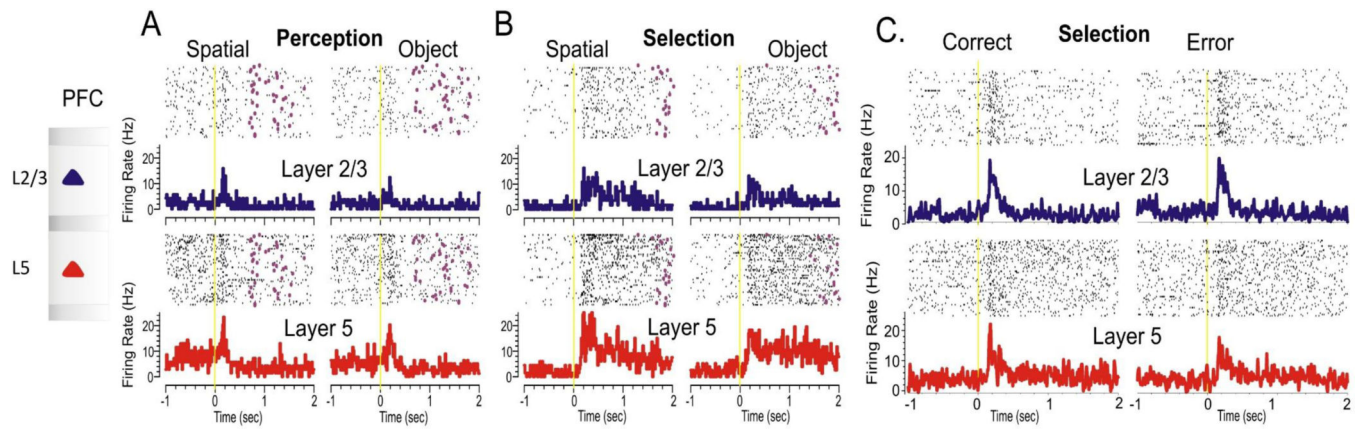 PFC
L2/3
L5
A
Perception
Spatial
Object
Firing Rate (Hz)
20
10
0
Layer 2/3
Firing Rate (Hz)
20
10
0
Layer 5
-1 0 1 2
-1 0 1 2
Time (sec)
Time (sec)
B
Selection
Spatial
Object
20
10
0
Layer 2/3
20
10
0
Layer 5
-1 0 1 2
-1 0 1 2
Time (sec)
Time (sec)
C.
Selection
Correct
Error
Firing Rate (Hz)
20
10
0
Layer 2/3
Firing Rate (Hz)
20
10
0
Layer 5
-1 0 1 2
-1 0 1 2
Time (sec)
Time (sec)